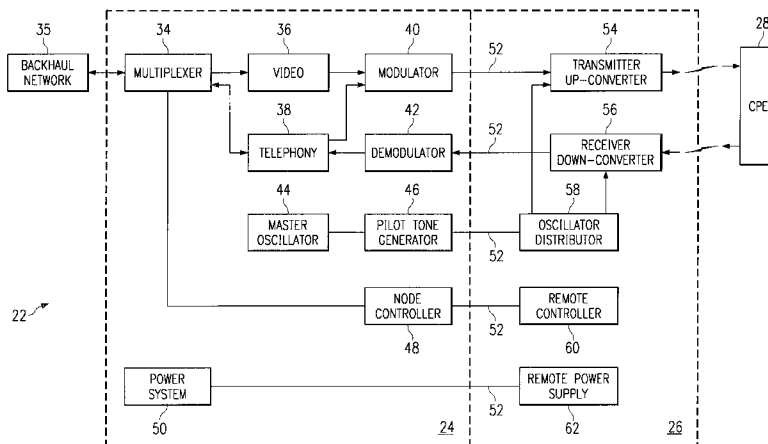 35
34
36
40
54
28
BACKHAUL
NETWORK
MULTIPLEXER
VIDEO
MODULATOR
52
TRANSMITTER
UP-CONVERTER
CPE
38
42
56
TELEPHONY
DEMODULATOR
52
RECEIVER
DOWN-CONVERTER
44
46
58
MASTER
OSCILLATOR
PILOT TONE
GENERATOR
52
OSCILLATOR
DISTRIBUTOR
22
NODE
CONTROLLER
48
52
REMOTE
CONTROLLER
60
POWER
SYSTEM
50
52
REMOTE POWER
SUPPLY
62
24
26